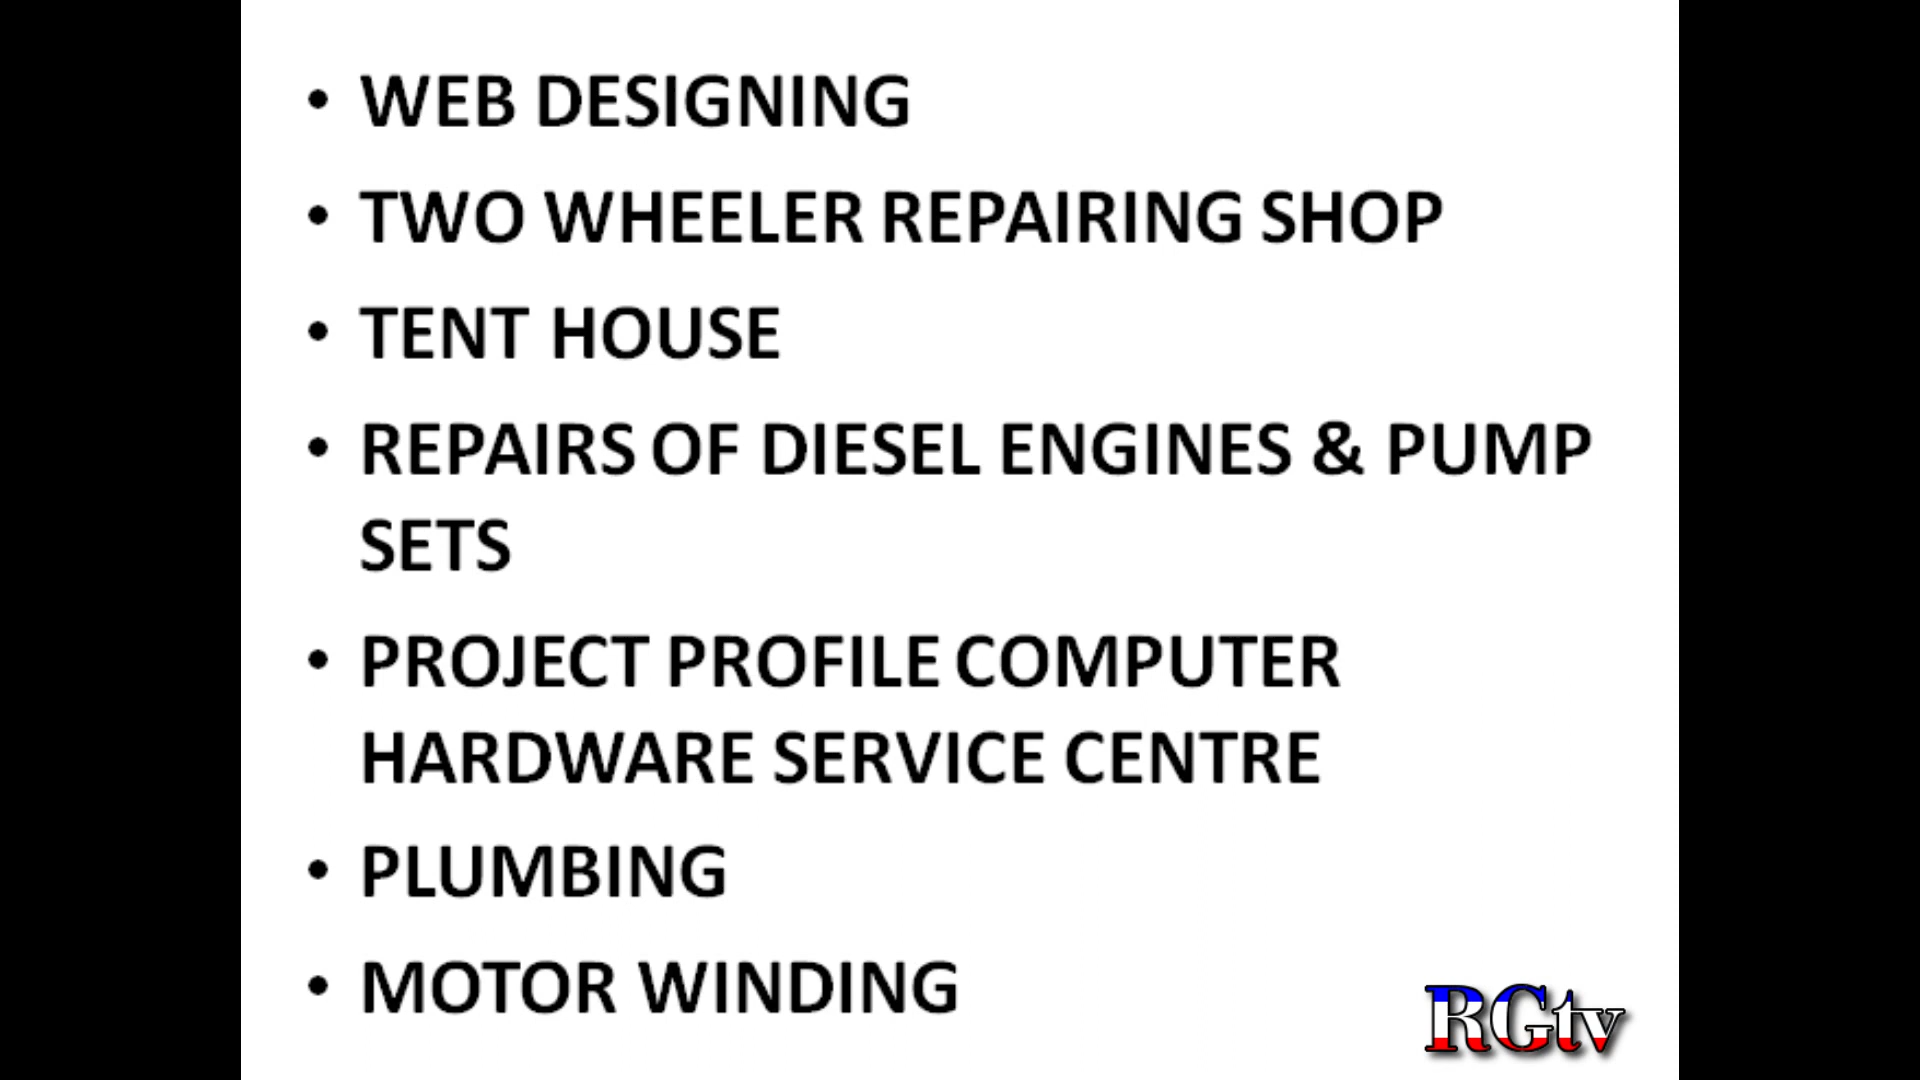 • WEB DESIGNING
• TWO WHEELER REPAIRING SHOP
• TENT HOUSE
• REPAIRS OF DIESEL ENGINES & PUMP
SETS
• PROJECT PROFILE COMPUTER
HARDWARE SERVICE CENTRE
• PLUMBING
• MOTOR WINDING
RGtv